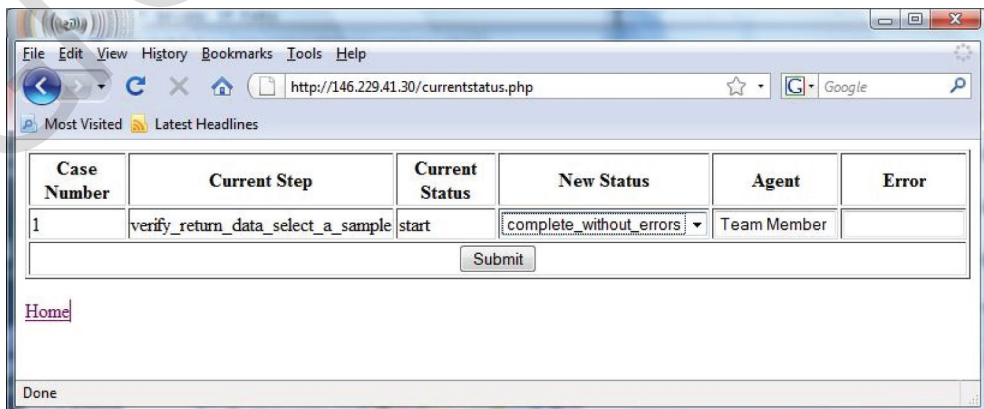 File Edit View History Bookmarks Tools Help
http://146.229.41.30/currentstatus.php
G Google
Most Visited Latest Headlines
Case Number Current Step Current Status New Status Agent Error
1 verify_return_data_select_a_sample start complete_without_errors Team Member
Submit
Home
Done